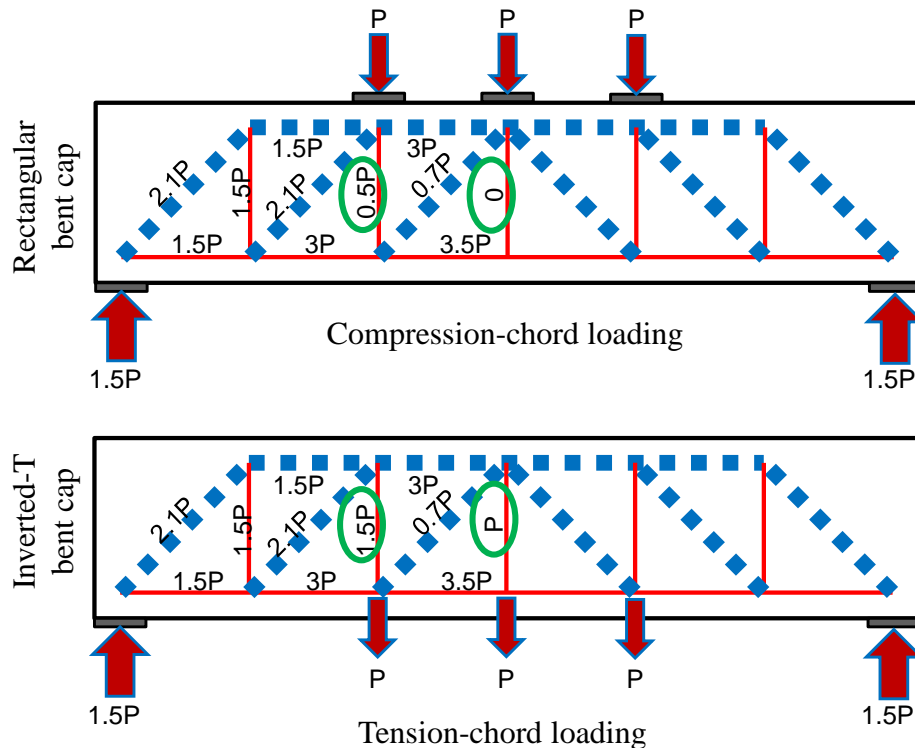 P P P
Rectangular
bent cap
1.5P 3P
2.1P 1.5P 2.1P 0.5P 0.7P 0
1.5P 3P 3.5P
Compression-chord loading
1.5P 1.5P
Inverted-T
bent cap
1.5P 3P
2.1P 1.5P 2.1P 1.5P 0.7P P
1.5P 3P 3.5P
P P P
1.5P 1.5P
Tension-chord loading